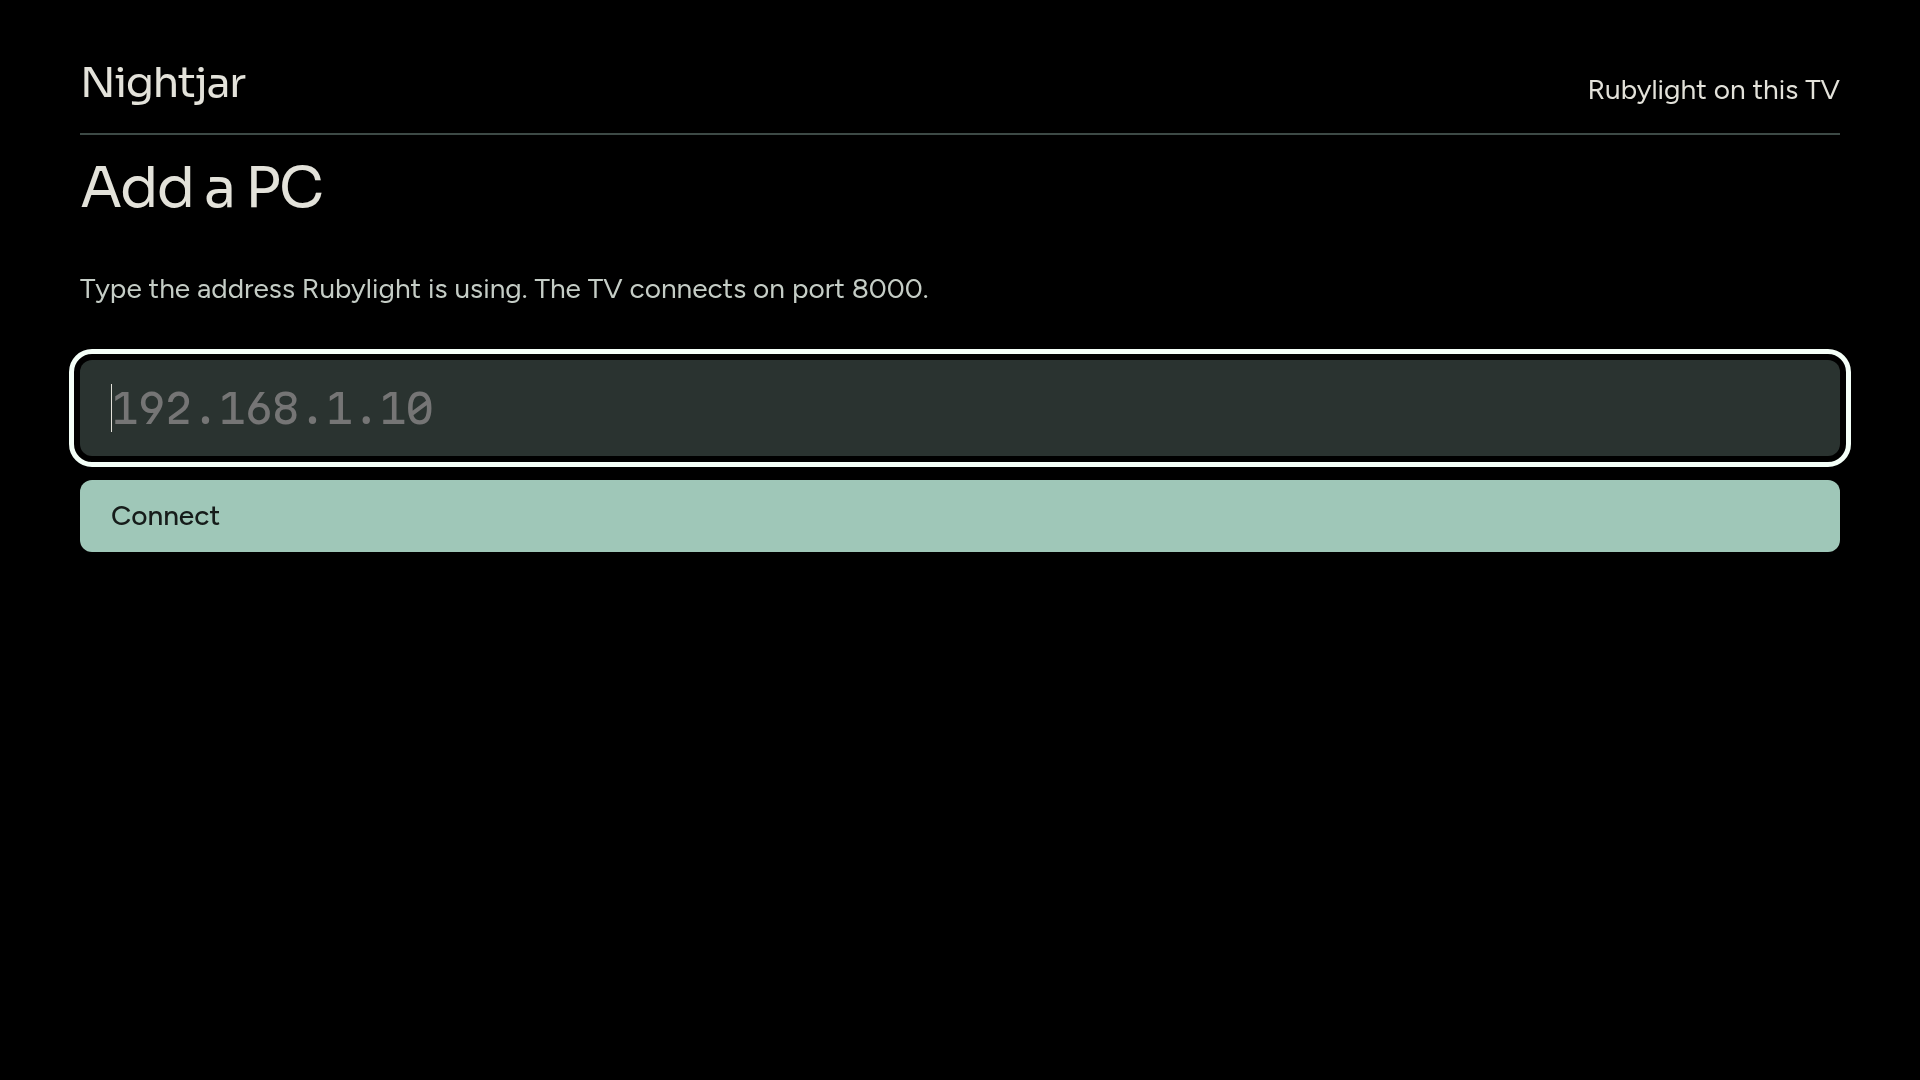 Nightjar
Rubylight on this TV
Add a PC
Type the address Rubylight is using. The TV connects on port 8000.
192.168.1.10
Connect